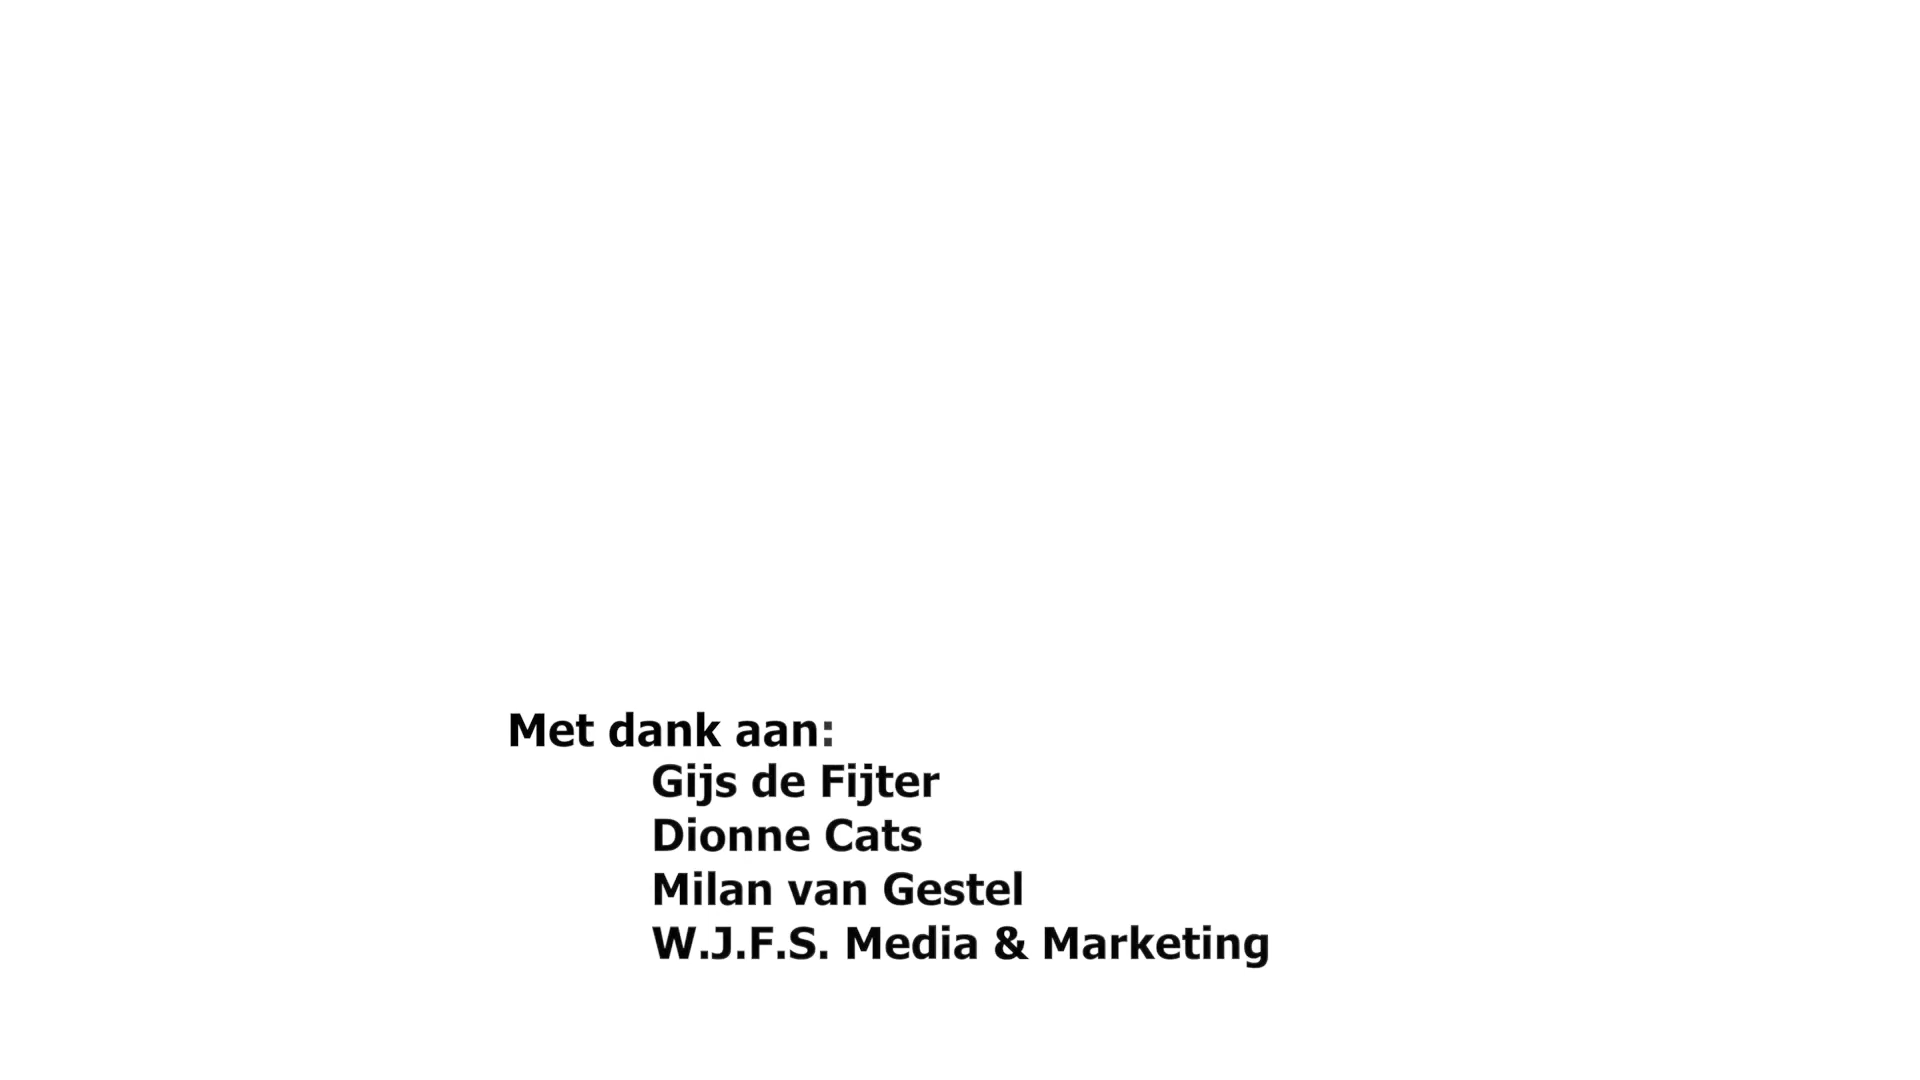 Met dank aan:
Gijs de Fijter
Dionne Cats
Milan van Gestel
W.J.F.S. Media & Marketing